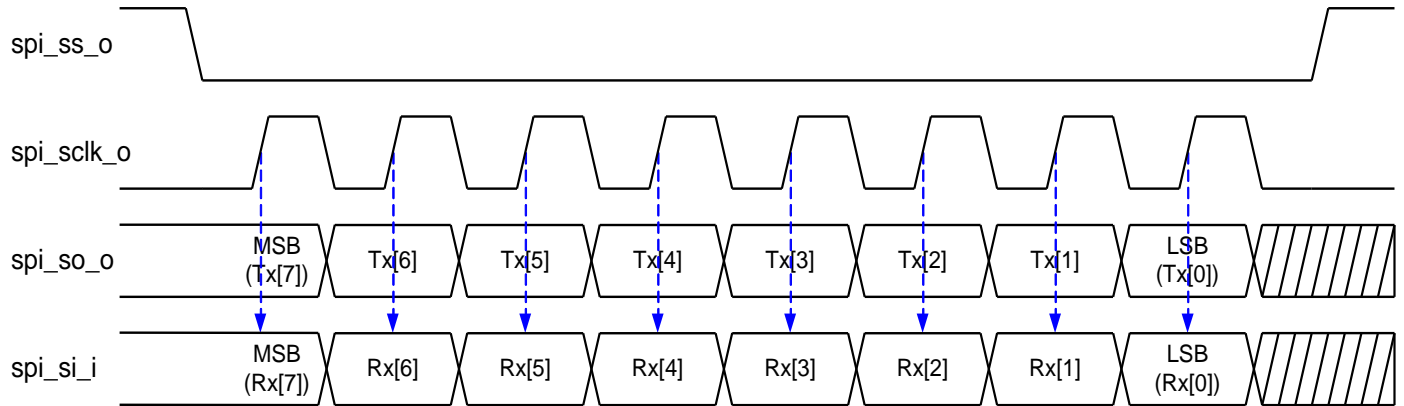 spi_ss_o
spi_sclk_o
spi_so_o
MSB
(Tx[7])
Tx[6]
Tx[5]
Tx[4]
Tx[3]
Tx[2]
Tx[1]
LSB
(Tx[0])
spi_si_i
MSB
(Rx[7])
Rx[6]
Rx[5]
Rx[4]
Rx[3]
Rx[2]
Rx[1]
LSB
(Rx[0])